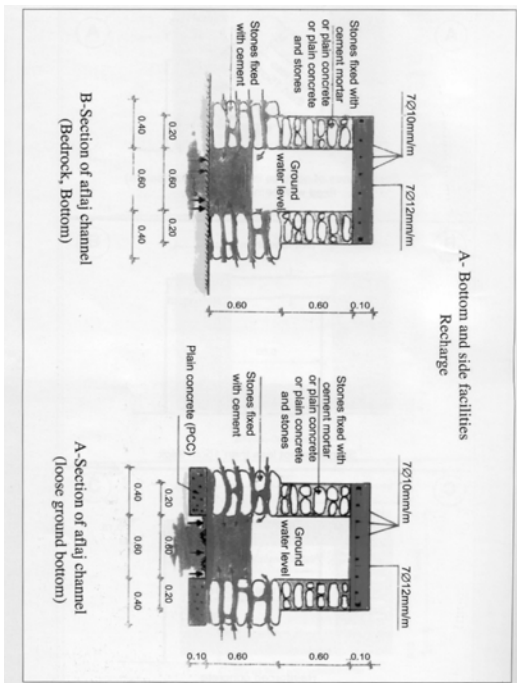 A- Bottom and side facilities
Recharge
7Ø10mm/m
7Ø12mm/m
Stones fixed with
cement mortar
or plain concrete
or plain concrete
and stones
Ground
water level
Stones fixed
with cement
0.10
0.60
0.60
0.20
0.60
0.20
0.40
0.60
0.40
B-Section of aflaj channel
(Bedrock, Bottom)
7Ø10mm/m
7Ø12mm/m
Stones fixed with
cement mortar
or plain concrete
or plain concrete
and stones
Ground
water level
Stones fixed
with cement
Plain concrete (PCC)
0.10
0.60
0.60
0.10
0.20
0.60
0.20
0.40
0.60
0.40
A-Section of aflaj channel
(loose ground bottom)